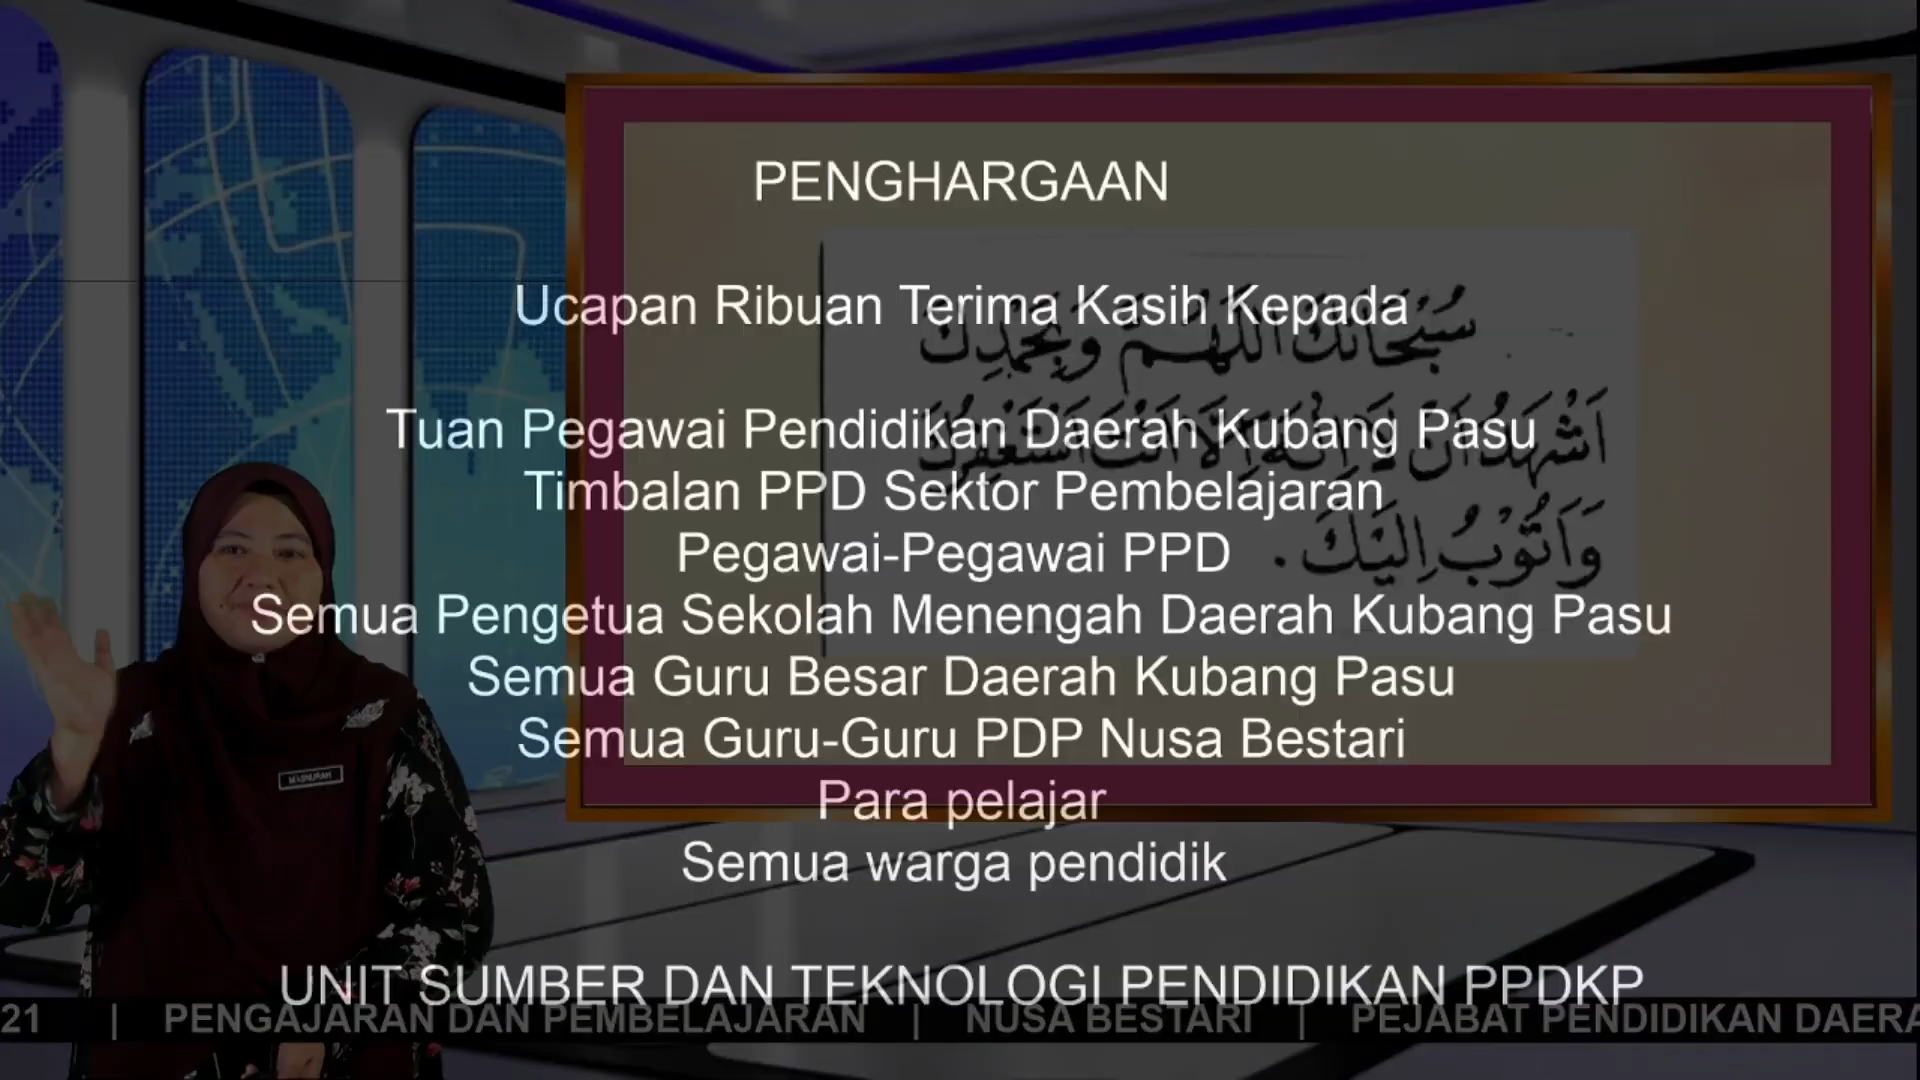 PENGHARGAAN
Ucapan Ribuan Terima Kasih Kepada
سُبْحَانَكَ اللَّهُمَّ وَبِحَمْدِكَ
Tuan Pegawai Pendidikan Daerah Kubang Pasu
أَشْهَدُ أَنْ لَا إِلَهَ إِلَّا أَنْتَ أَسْتَغْفِرُكَ
Timbalan PPD Sektor Pembelajaran
Pegawai-Pegawai PPD
وَأَتُوْبُ إِلَيْكَ .
Semua Pengetua Sekolah Menengah Daerah Kubang Pasu
Semua Guru Besar Daerah Kubang Pasu
Semua Guru-Guru PDP Nusa Bestari
MASNURAH
Para pelajar
Semua warga pendidik
UNIT SUMBER DAN TEKNOLOGI PENDIDIKAN PPDKP
21 | PENGAJARAN DAN PEMBELAJARAN | NUSA BESTARI | PEJABAT PENDIDIKAN DAERA